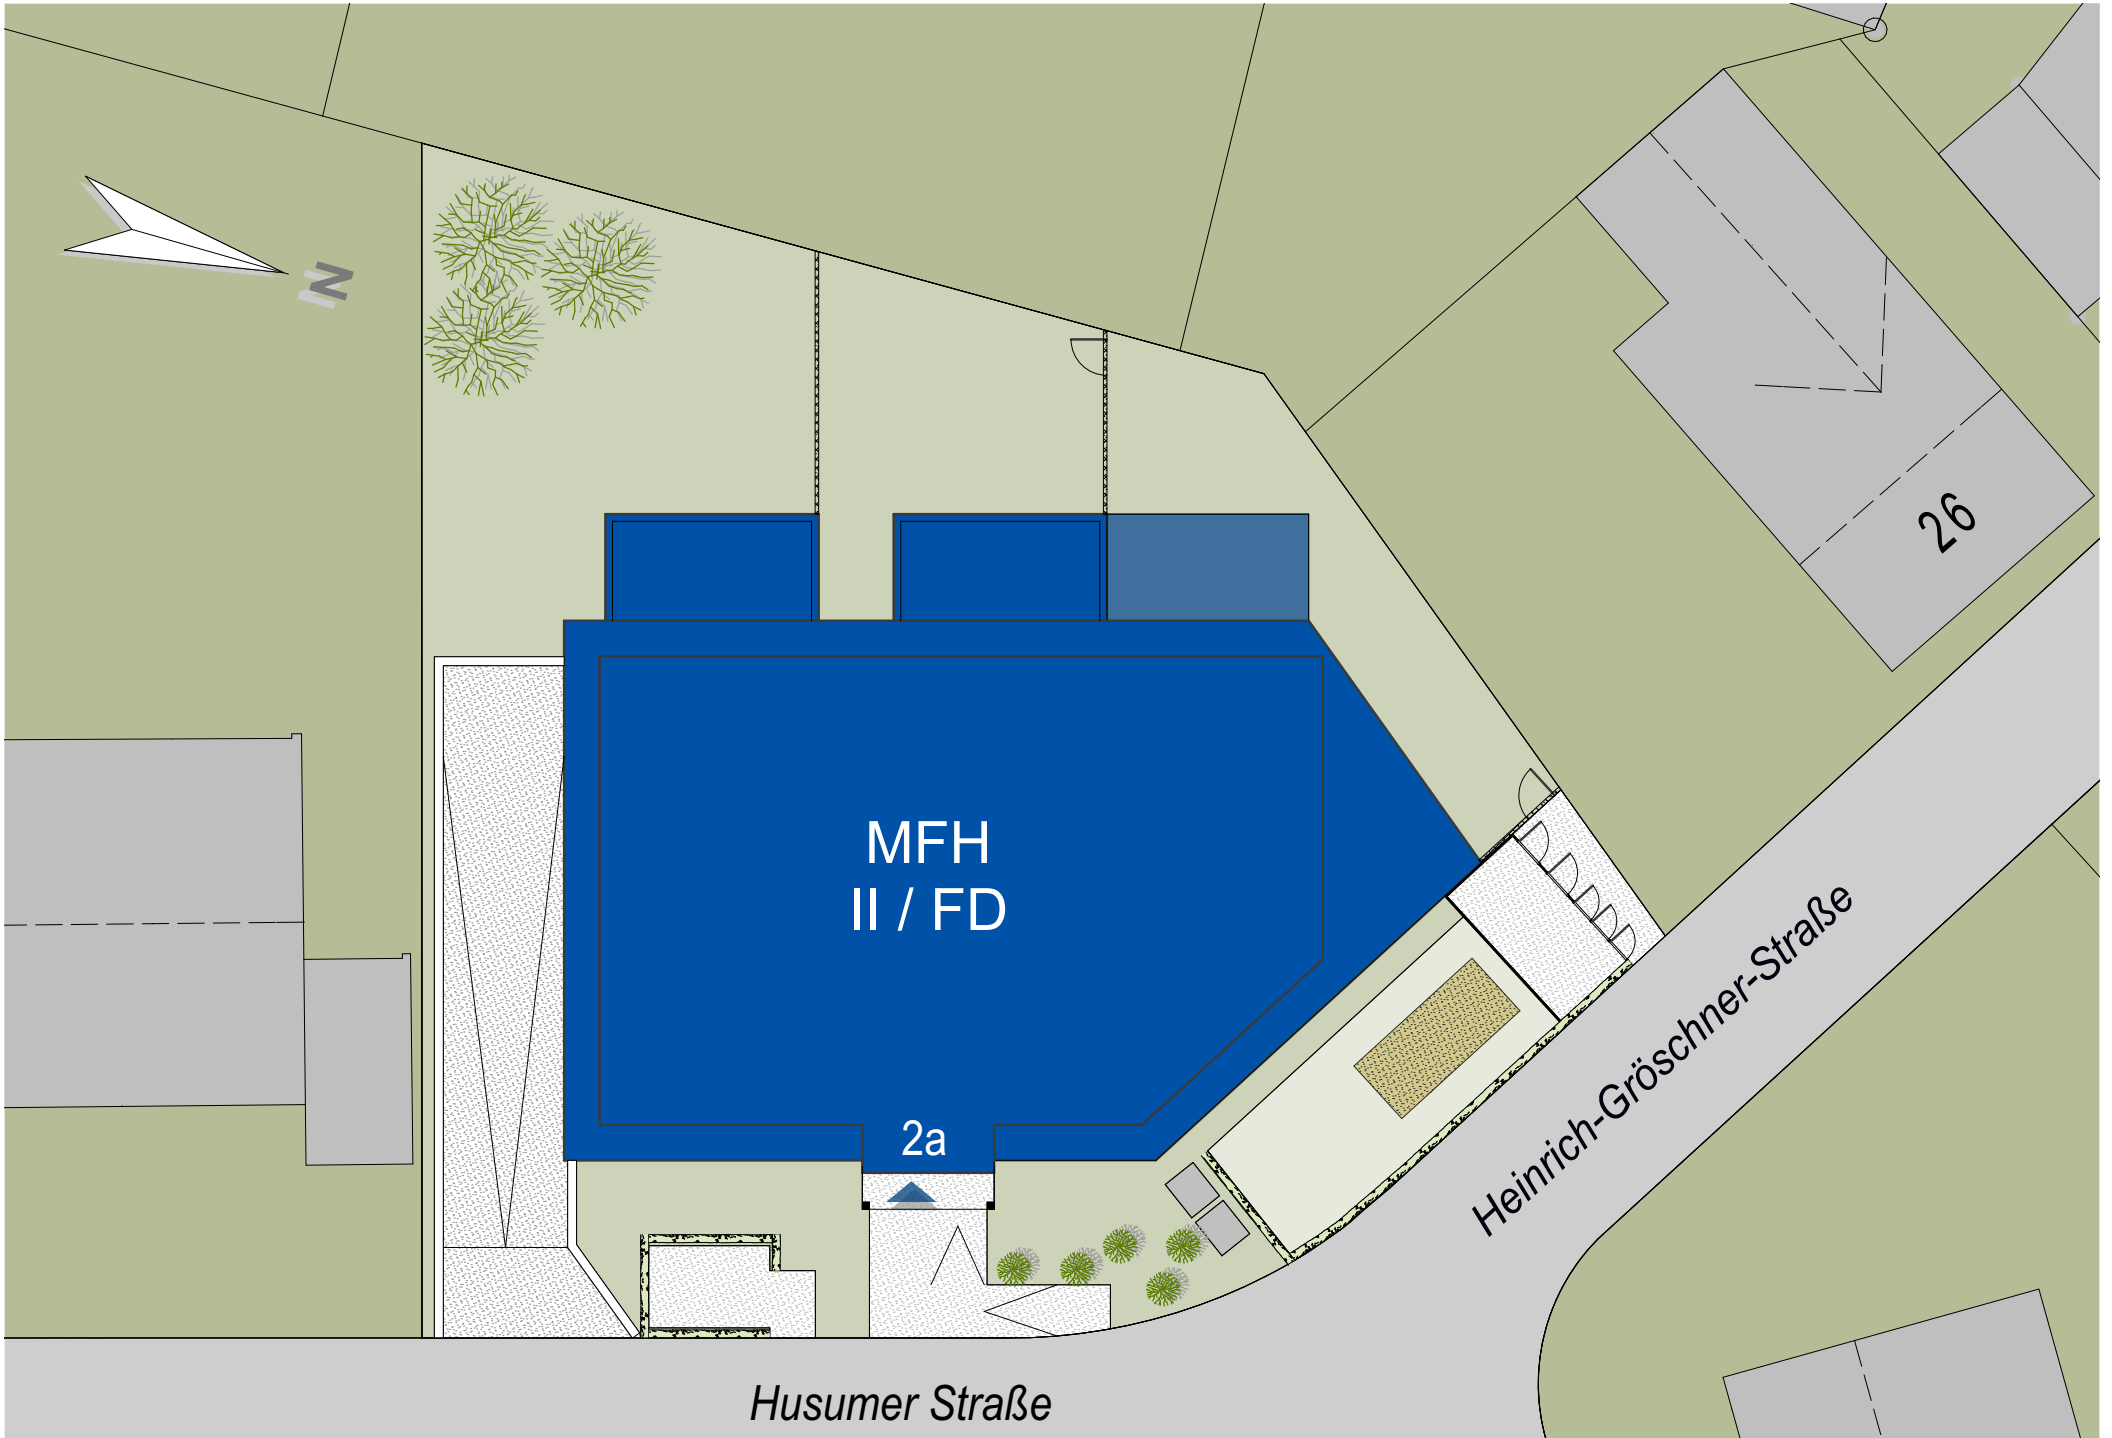 N
26
MFH
II / FD
2a
Heinrich-Gröschner-Straße
Husumer Straße